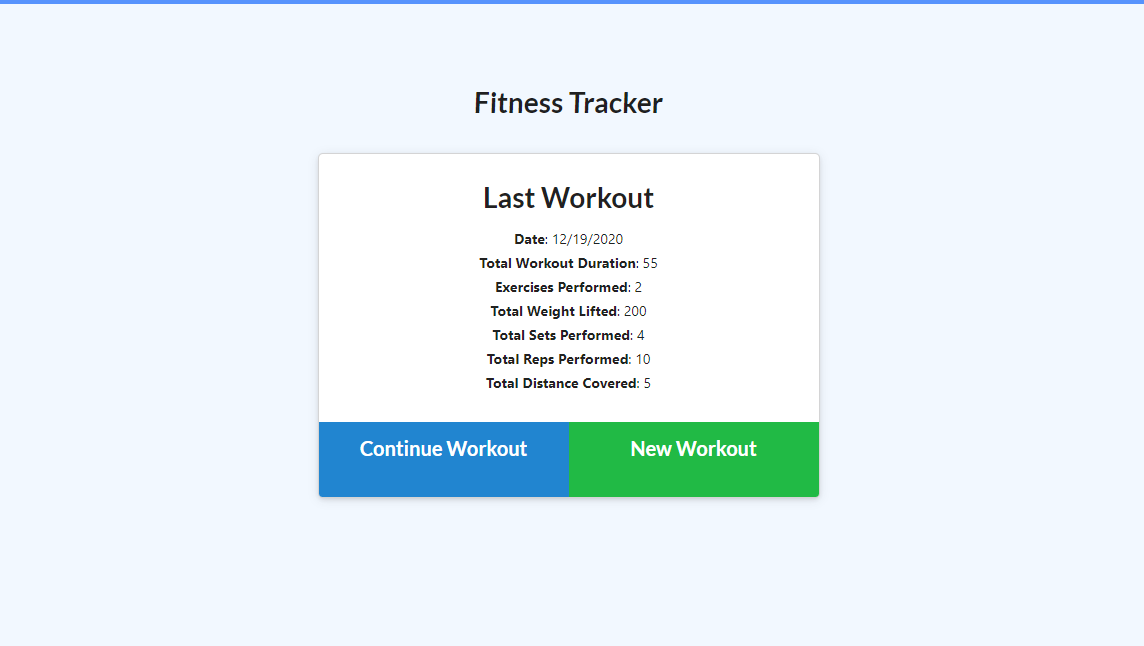 Fitness Tracker
Last Workout
Date: 12/19/2020
Total Workout Duration: 55
Exercises Performed: 2
Total Weight Lifted: 200
Total Sets Performed: 4
Total Reps Performed: 10
Total Distance Covered: 5
Continue Workout
New Workout